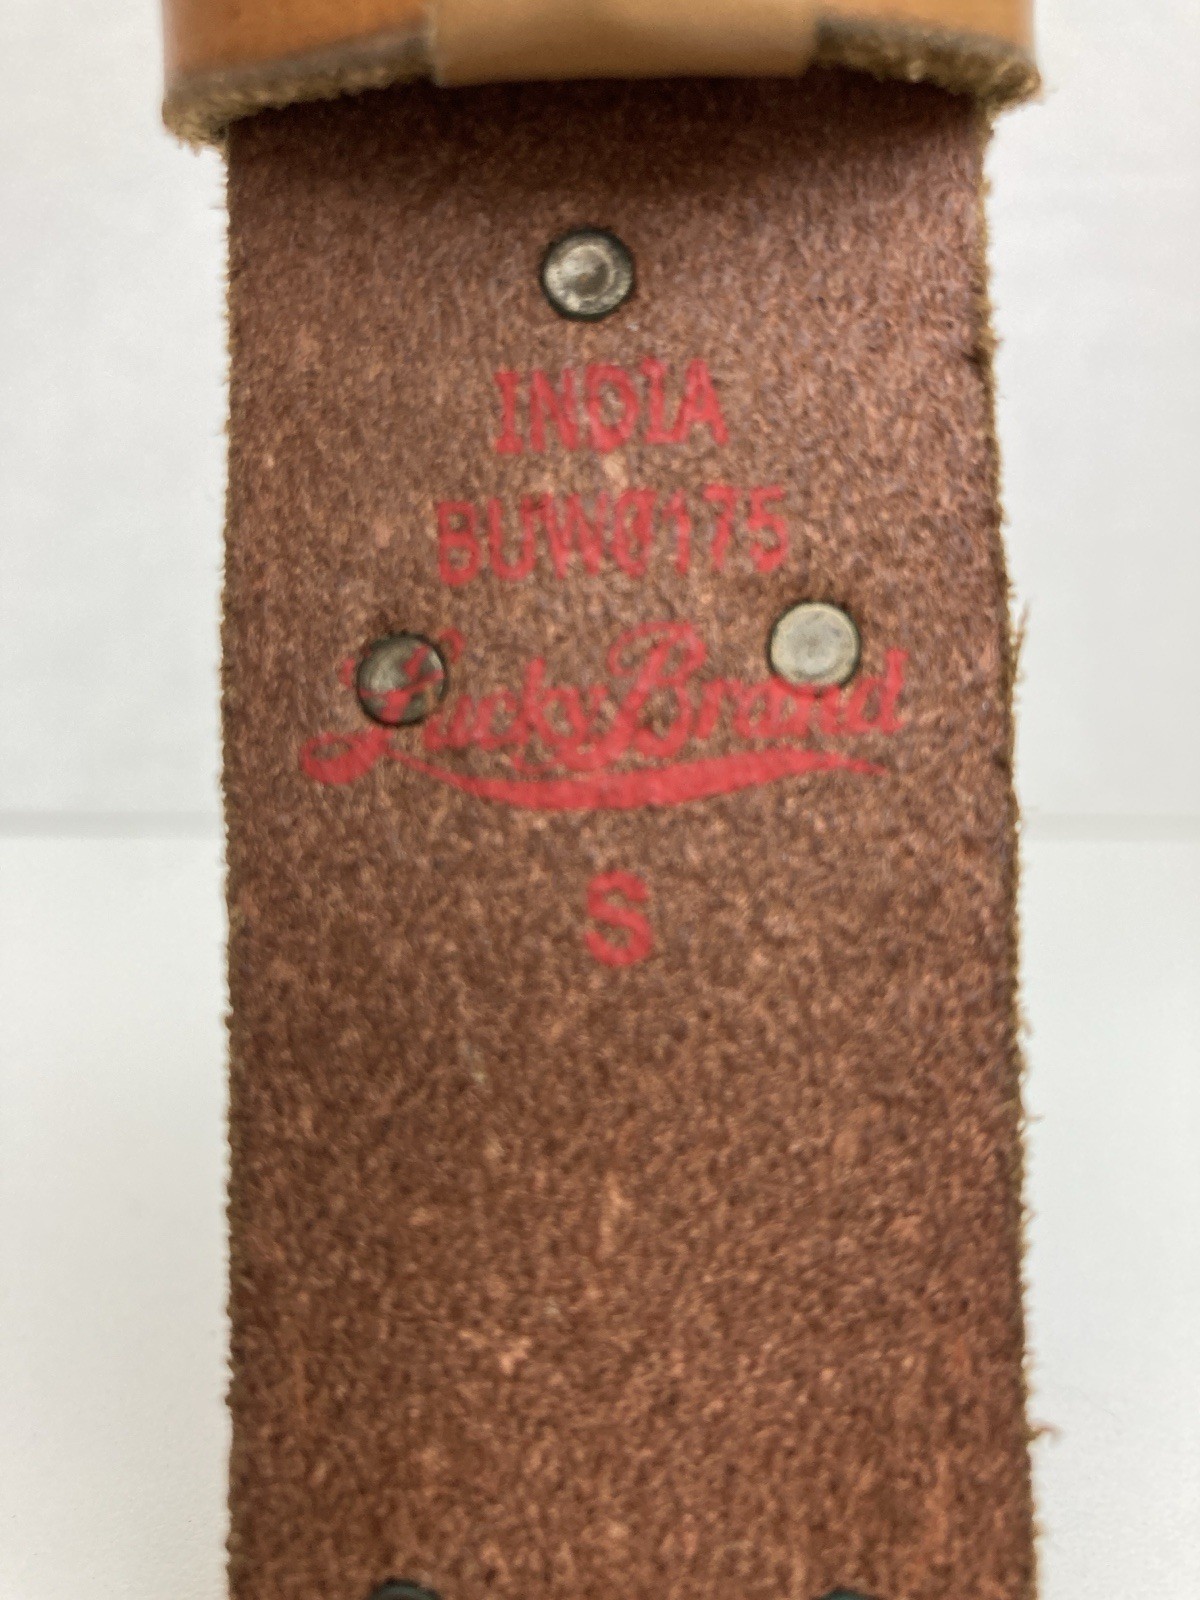 INDIA
BUW0175
Lucky Brand
S